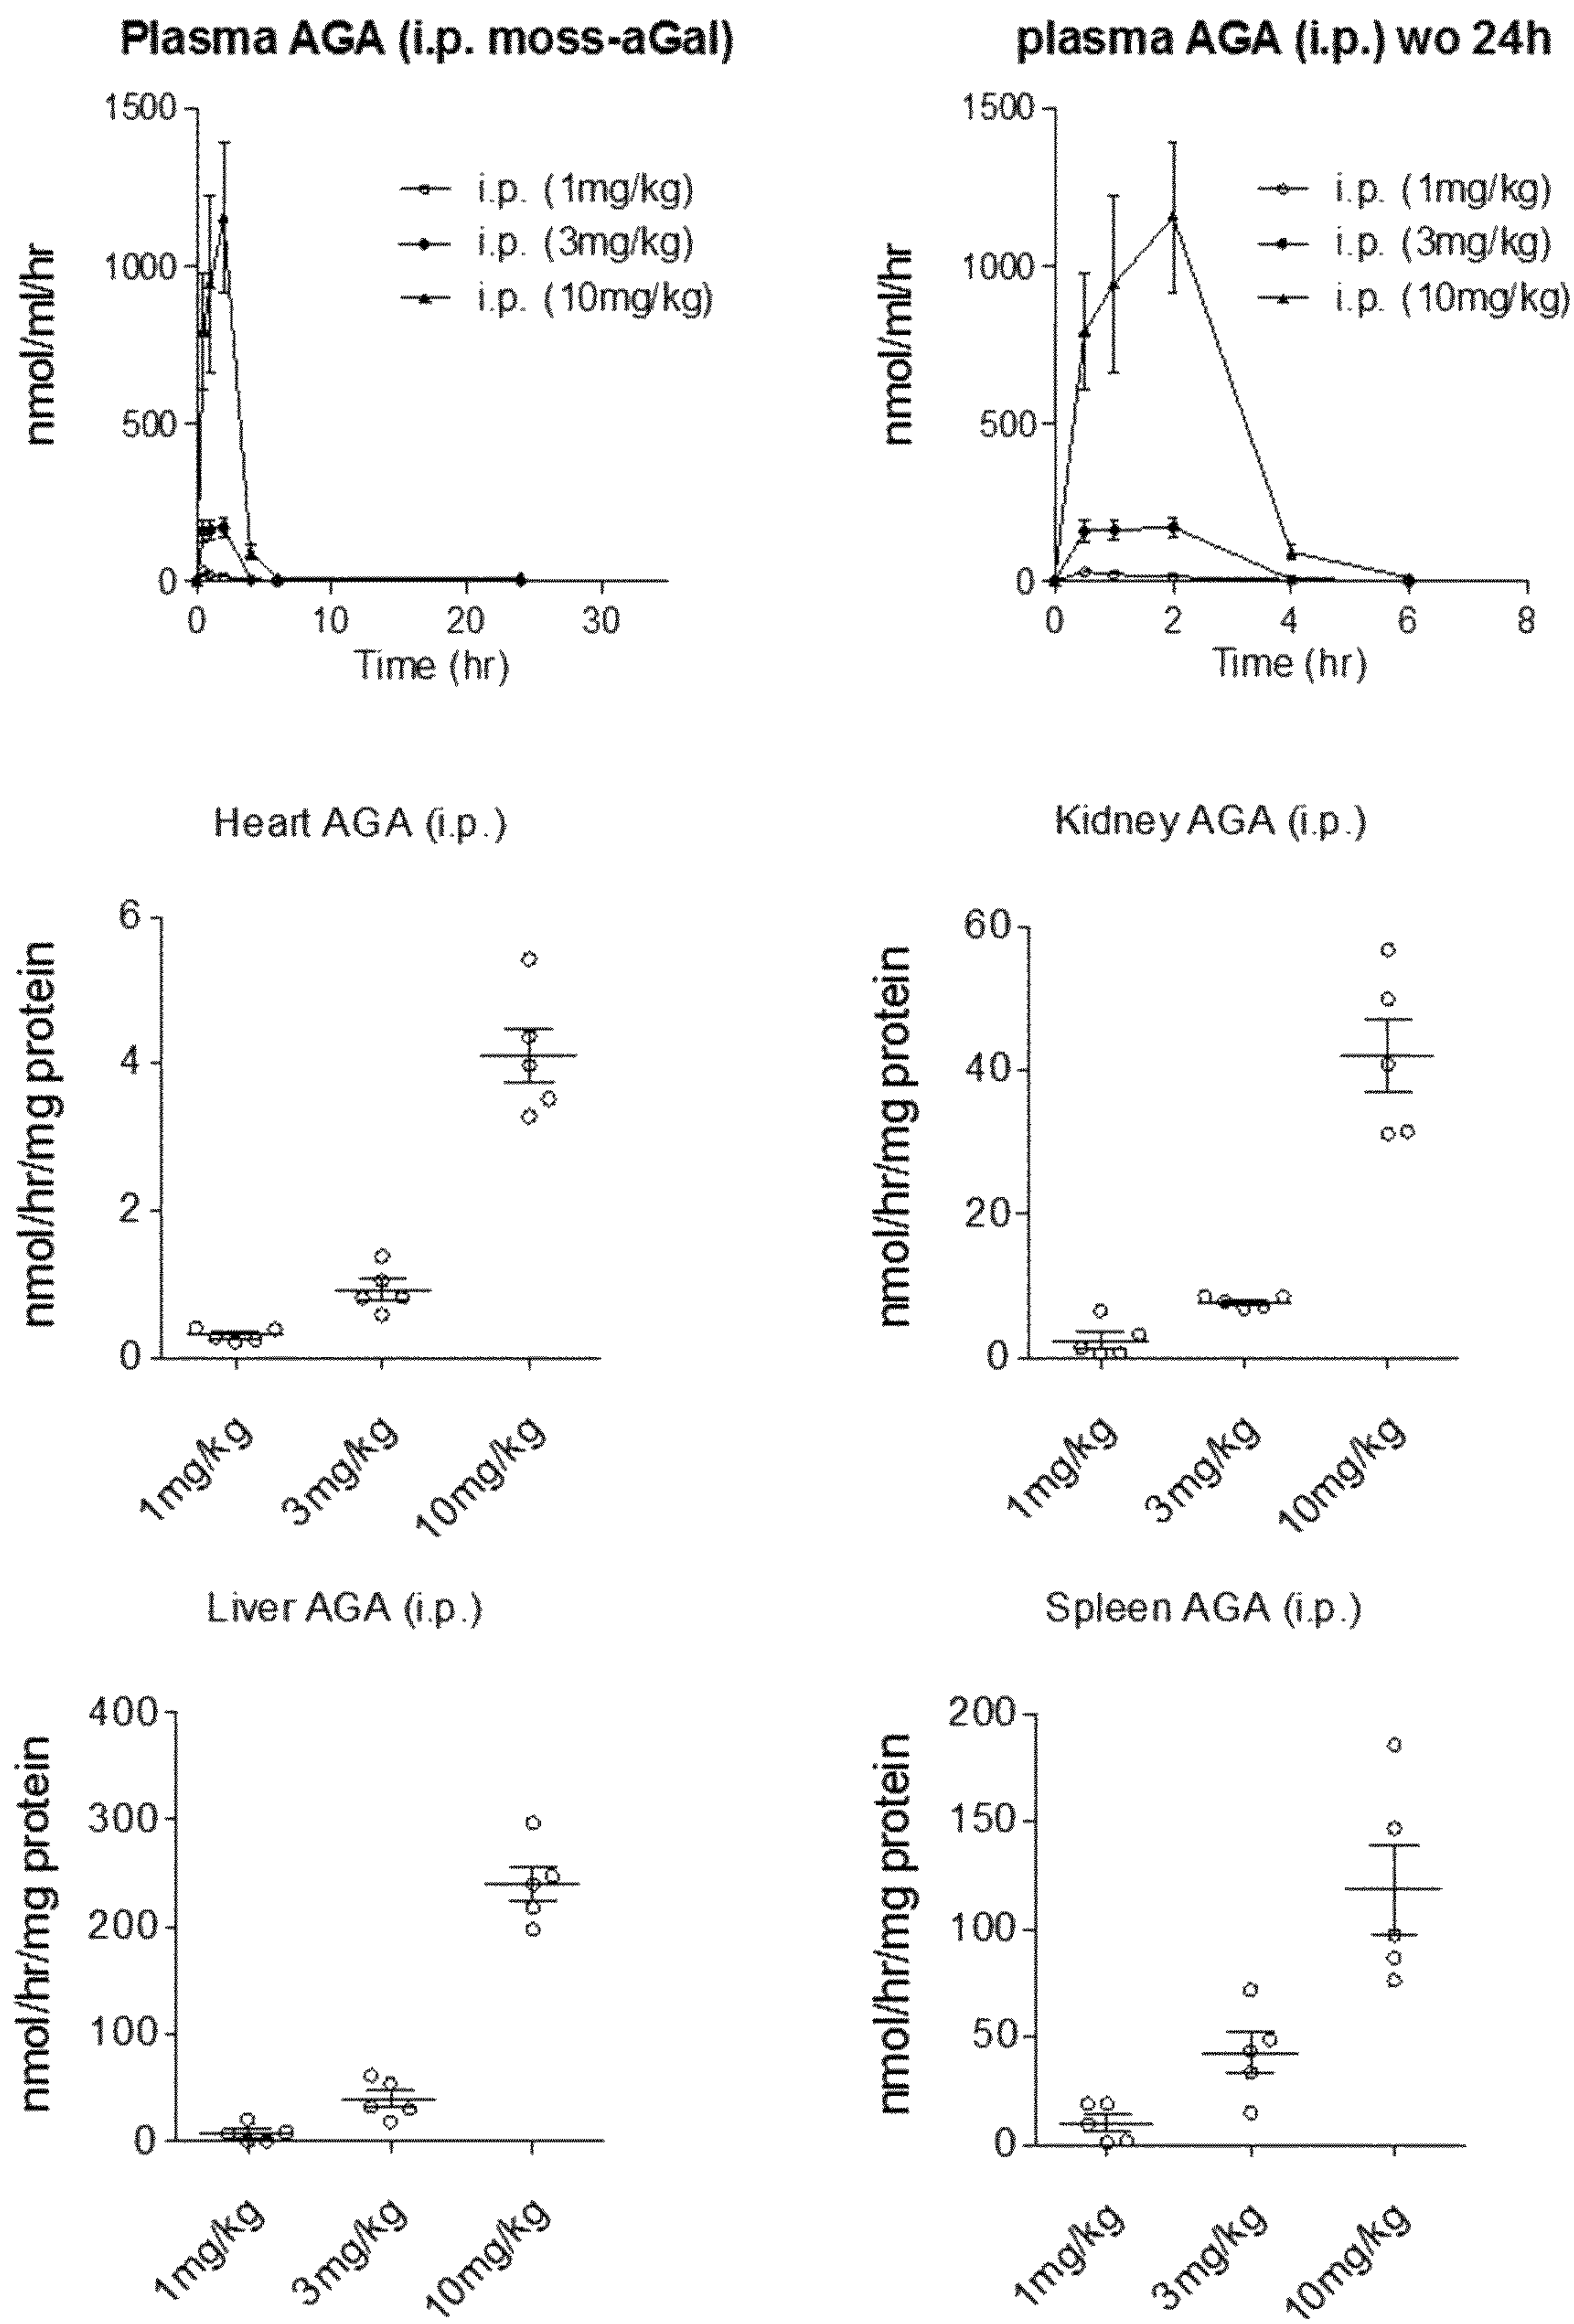 Plasma AGA (i.p. moss-aGal)
1500
1000
500
0
nmol/ml/hr
i.p. (1mg/kg)
i.p. (3mg/kg)
i.p. (10mg/kg)
0 10 20 30
Time (hr)
plasma AGA (i.p.) wo 24h
1500
1000
500
0
nmol/ml/hr
i.p. (1mg/kg)
i.p. (3mg/kg)
i.p. (10mg/kg)
0 2 4 6 8
Time (hr)
Heart AGA (i.p.)
6
4
2
0
nmol/hr/mg protein
1mg/kg
3mg/kg
10mg/kg
Kidney AGA (i.p.)
60
40
20
0
nmol/hr/mg protein
1mg/kg
3mg/kg
10mg/kg
Liver AGA (i.p.)
400
300
200
100
0
nmol/hr/mg protein
1mg/kg
3mg/kg
10mg/kg
Spleen AGA (i.p.)
200
150
100
50
0
nmol/hr/mg protein
1mg/kg
3mg/kg
10mg/kg